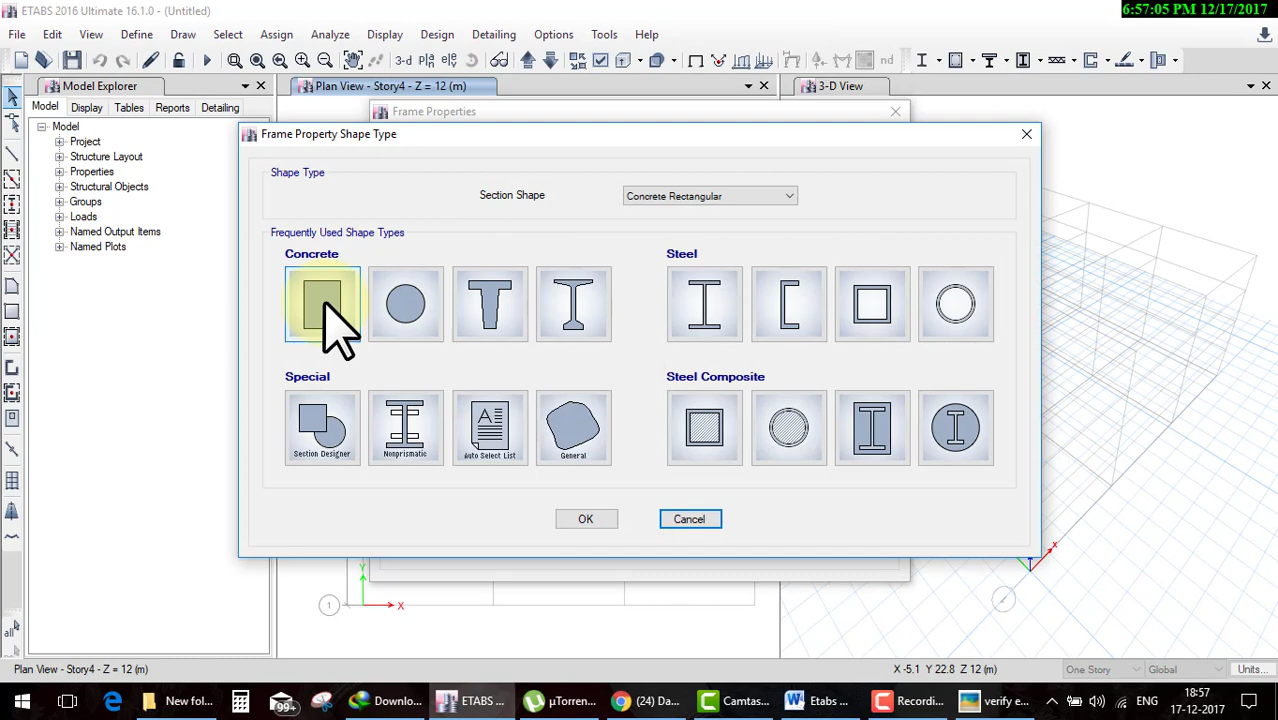 ETABS 2016 Ultimate 16.1.0 - (Untitled)
6:57:05 PM 12/17/2017
File Edit View Define Draw Select Assign Analyze Display Design Detailing Options Tools Help
3-D nd
Model Explorer
Plan View - Story4 - Z = 12 (m)
3-D View
Model Display Tables Reports Detailing
Model
Project
Structure Layout
Properties
Structural Objects
Groups
Loads
Named Output Items
Named Plots
Frame Properties
Frame Property Shape Type
Shape Type
Section Shape
Concrete Rectangular
Frequently Used Shape Types
Concrete
Steel
Special
Steel Composite
Section Designer
Nonprismatic
Auto Select List
General
OK
Cancel
Y
X
1
X
all
Plan View - Story4 - Z = 12 (m)
X -5.1 Y 22.8 Z 12 (m)
One Story
Global
Units...
New folder
99+
Downlo...
ETABS ...
µTorren...
(24) Da...
Camtas...
Etabs ...
Recordi...
verify e...
ENG
18:57
17-12-2017